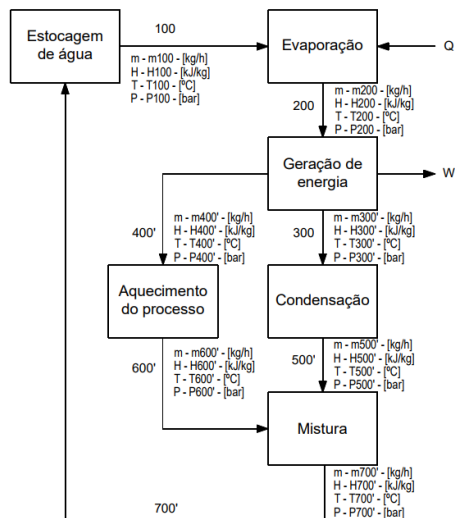 100
Estocagem
de água
m - m100 - [kg/h]
H - H100 - [kJ/kg]
T - T100 - [ºC]
P - P100 - [bar]
Evaporação
Q
200
m - m200 - [kg/h]
H - H200 - [kJ/kg]
T - T200 - [ºC]
P - P200 - [bar]
Geração de
energia
W
400'
m - m400' - [kg/h]
H - H400' - [kJ/kg]
T - T400' - [ºC]
P - P400' - [bar]
300
m - m300' - [kg/h]
H - H300' - [kJ/kg]
T - T300' - [ºC]
P - P300' - [bar]
Aquecimento
do processo
Condensação
600'
m - m600' - [kg/h]
H - H600' - [kJ/kg]
T - T600' - [ºC]
P - P600' - [bar]
500'
m - m500' - [kg/h]
H - H500' - [kJ/kg]
T - T500' - [ºC]
P - P500' - [bar]
Mistura
700'
m - m700' - [kg/h]
H - H700' - [kJ/kg]
T - T700' - [ºC]
P - P700' - [bar]